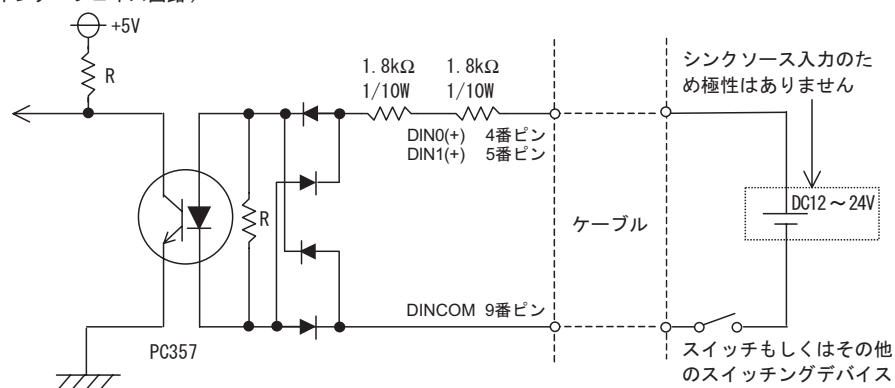 +5V
R
1.8kΩ 1.8kΩ
1/10W 1/10W
DIN0(+) 4番ピン
DIN1(+) 5番ピン
シンクソース入力のた
め極性はありません
DC12～24V
R
ケーブル
DINCOM 9番ピン
PC357
スイッチもしくはその他
のスイッチングデバイス